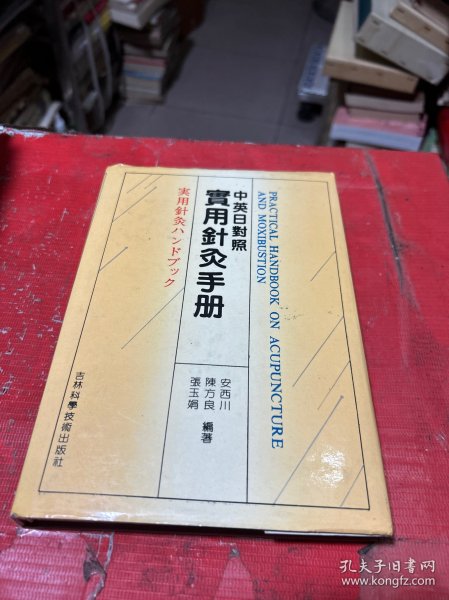 PRACTICAL HANDBOOK ON ACUPUNCTURE
AND MOXIBUSTION
中英日對照
實用針灸手册
実用針灸ハンドブック
安西川
陳方良 編著
張玉娟
吉林科學技術出版社
孔夫子旧书网
www.kongfz.com